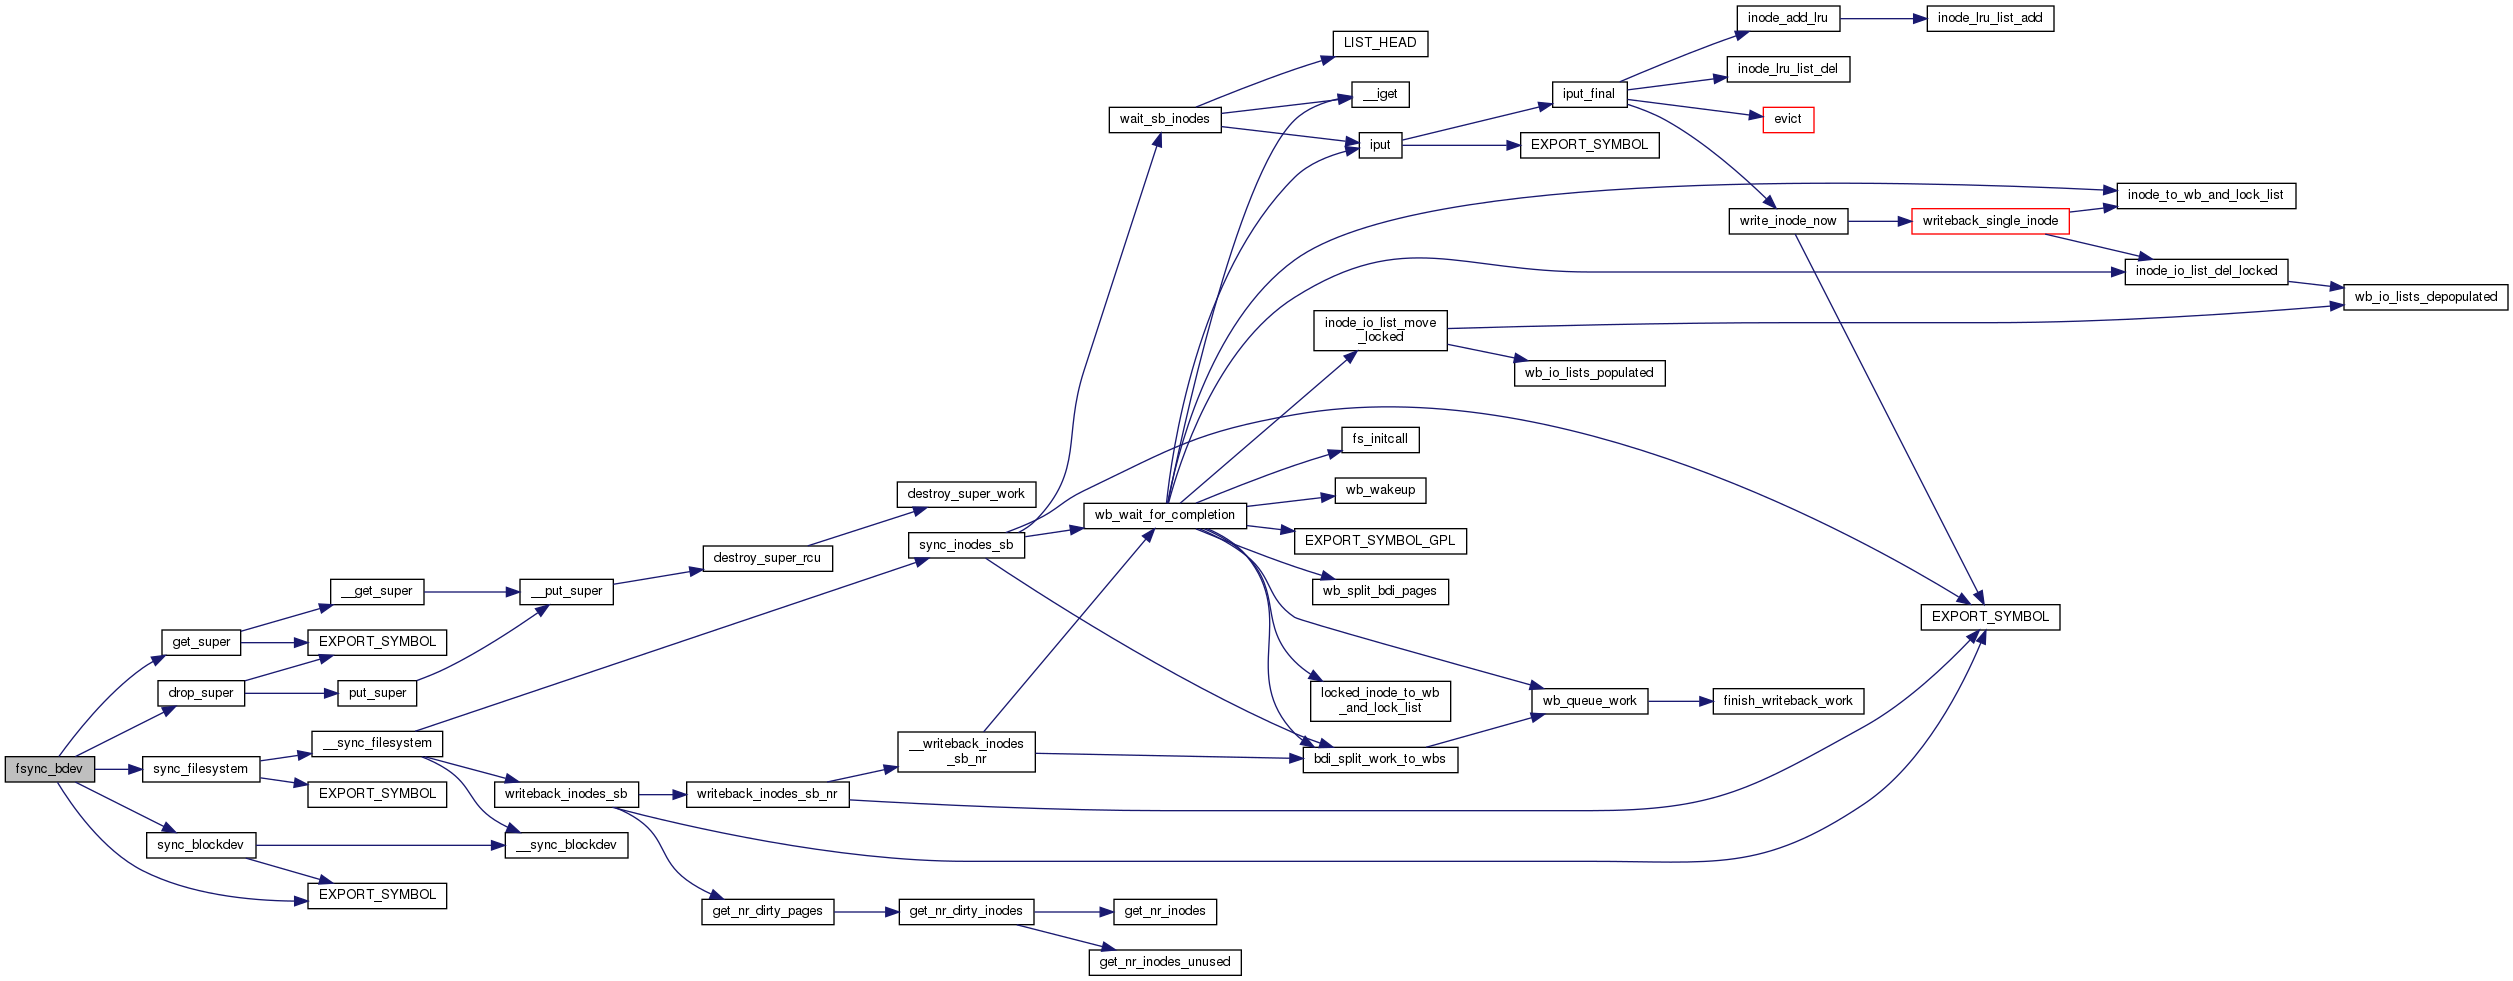 inode_add_lru
inode_lru_list_add
LIST_HEAD
inode_lru_list_del
__iget
iput_final
wait_sb_inodes
evict
iput
EXPORT_SYMBOL
inode_to_wb_and_lock_list
write_inode_now
writeback_single_inode
inode_io_list_del_locked
wb_io_lists_depopulated
inode_io_list_move
_locked
wb_io_lists_populated
fs_initcall
wb_wakeup
destroy_super_work
wb_wait_for_completion
EXPORT_SYMBOL_GPL
sync_inodes_sb
destroy_super_rcu
wb_split_bdi_pages
__get_super
__put_super
EXPORT_SYMBOL
get_super
EXPORT_SYMBOL
drop_super
put_super
locked_inode_to_wb
_and_lock_list
wb_queue_work
finish_writeback_work
__sync_filesystem
__writeback_inodes
_sb_nr
bdi_split_work_to_wbs
fsync_bdev
sync_filesystem
EXPORT_SYMBOL
writeback_inodes_sb
writeback_inodes_sb_nr
sync_blockdev
__sync_blockdev
EXPORT_SYMBOL
get_nr_dirty_pages
get_nr_dirty_inodes
get_nr_inodes
get_nr_inodes_unused